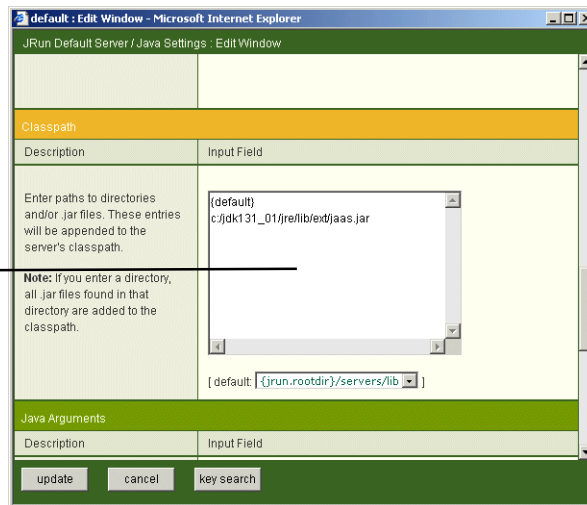 default : Edit Window - Microsoft Internet Explorer
JRun Default Server / Java Settings : Edit Window
Classpath
Description Input Field
Enter paths to directories
and/or .jar files. These entries
will be appended to the
server's classpath.
Note: If you enter a directory,
all .jar files found in that
directory are added to the
classpath.
{default}
c:/jdk131_01/jre/lib/ext/jaas.jar
[ default: {jrun.rootdir}/servers/lib ]
Java Arguments
Description Input Field
update cancel key search